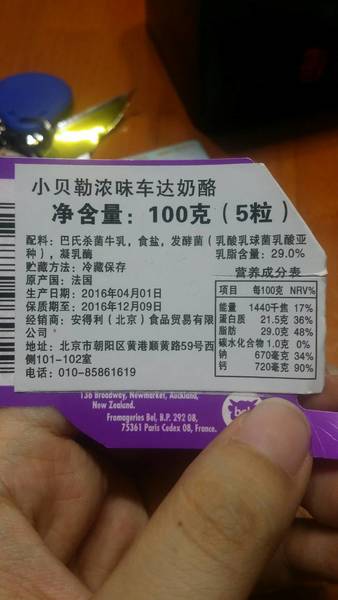 小贝勒浓味车达奶酪
净含量：100克（5粒）
配料：巴氏杀菌牛乳，食盐，发酵菌（乳酸乳球菌乳酸亚
种），凝乳酶
乳脂含量：29.0%
贮藏方法：冷藏保存
原产国：法国
生产日期：2016年04月01日
保质期至：2016年12月09日
经销商：安得利（北京）食品贸易有限
公司
地址：北京市朝阳区黄港顺黄路59号西
侧101-102室
电话：010-85861619
营养成分表
项目 每100克 NRV%
能量 1440千焦 17%
蛋白质 21.5克 36%
脂肪 29.0克 48%
碳水化合物 1.0克 0%
钠 670毫克 34%
钙 720毫克 90%
Broadway, Newmarket, Auckland,
New Zealand.
Fromageries Bel, B.P. 292 08,
75361 Paris Cedex 08, France.